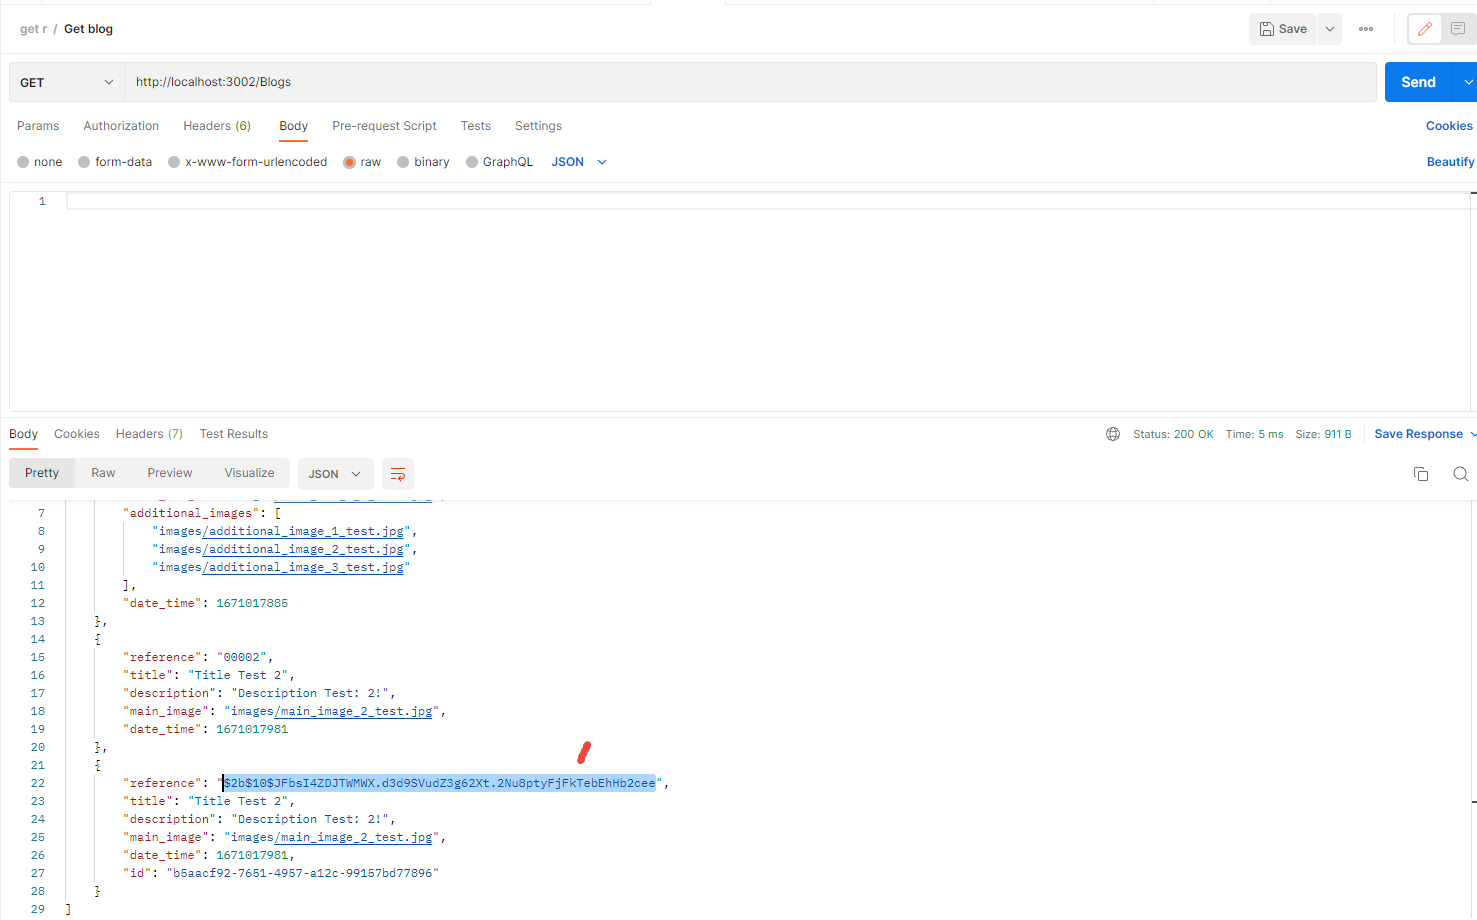 get r / Get blog
Save
GET
http://localhost:3002/Blogs
Send
Params Authorization Headers (6) Body Pre-request Script Tests Settings Cookies
none form-data x-www-form-urlencoded raw binary GraphQL JSON Beautify
1
Body Cookies Headers (7) Test Results Status: 200 OK Time: 5 ms Size: 911 B Save Response
Pretty Raw Preview Visualize JSON
7 "additional_images": [
8 "images/additional_image_1_test.jpg",
9 "images/additional_image_2_test.jpg",
10 "images/additional_image_3_test.jpg"
11 ],
12 "date_time": 1671017885
13 },
14 {
15 "reference": "00002",
16 "title": "Title Test 2",
17 "description": "Description Test: 2!",
18 "main_image": "images/main_image_2_test.jpg",
19 "date_time": 1671017981
20 },
21 {
22 "reference": "$2b$10$JFbsI4ZDJTWMWX.d3d9SVudZ3g62Xt.2Nu8ptyFjFkTebEhHb2cee",
23 "title": "Title Test 2",
24 "description": "Description Test: 2!",
25 "main_image": "images/main_image_2_test.jpg",
26 "date_time": 1671017981,
27 "id": "b5aacf92-7651-4957-a12c-99157bd77896"
28 }
29 ]